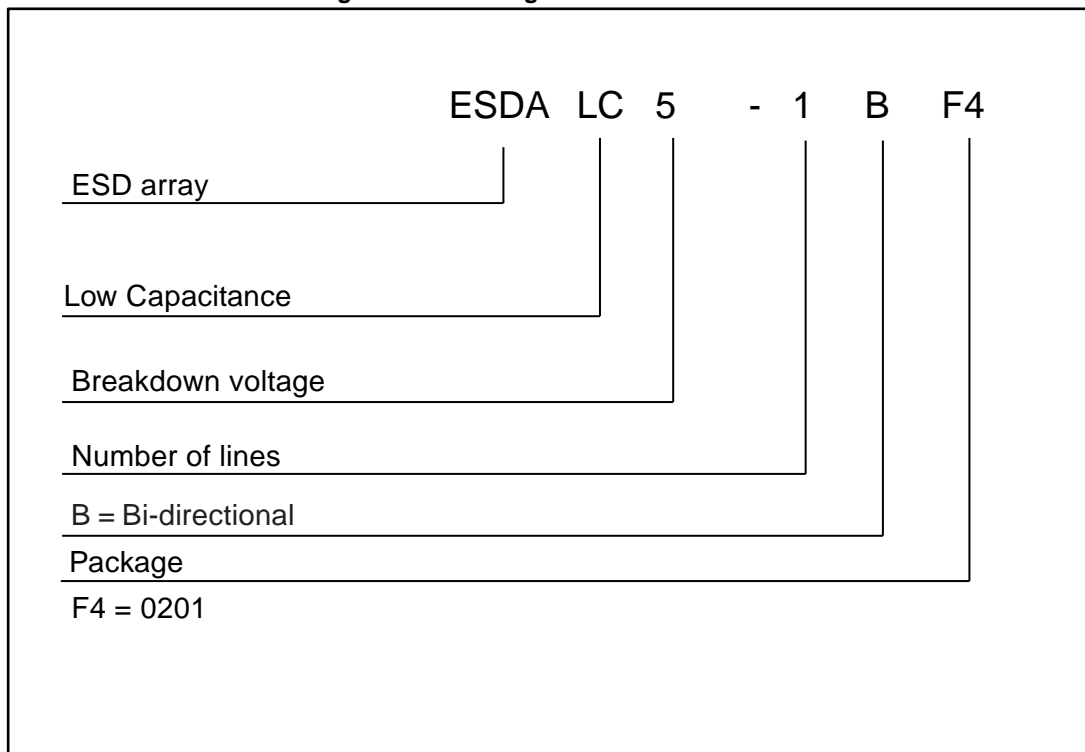 ESDA LC 5 - 1 B F4
ESD array
Low Capacitance
Breakdown voltage
Number of lines
B = Bi-directional
Package
F4 = 0201